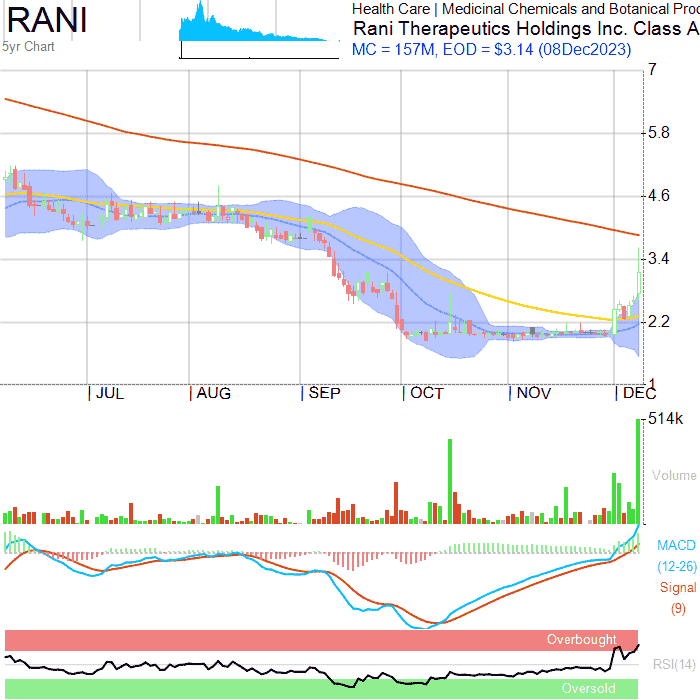 RANI
5yr Chart
Health Care | Medicinal Chemicals and Botanical Proc
Rani Therapeutics Holdings Inc. Class A
MC = 157M, EOD = $3.14 (08Dec2023)
7
5.8
4.6
3.4
2.2
1
JUL AUG SEP OCT NOV DEC
514k
Volume
MACD
(12-26)
Signal
(9)
Overbought
RSI(14)
Oversold